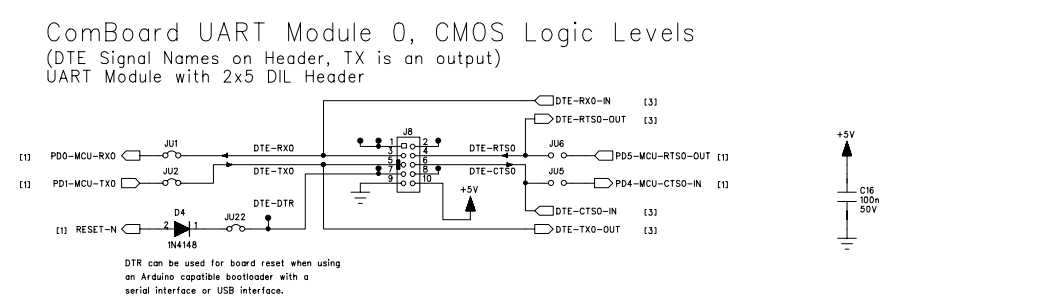 ComBoard UART Module 0, CMOS Logic Levels
(DTE Signal Names on Header, TX is an output)
UART Module with 2x5 DIL Header
DTE-RX0-IN [3]
DTE-RTS0-OUT [3]
J8
+5V
[1] PD0-MCU-RX0 JU1 DTE-RX0 1 2 DTE-RTS0 JU6 PD5-MCU-RTS0-OUT [1]
3 4
5 6
[1] PD1-MCU-TX0 JU2 DTE-TX0 7 8 DTE-CTS0 JU5 PD4-MCU-CTS0-IN [1]
9 10
+5V
C16
100n
50V
DTE-DTR
DTE-CTS0-IN [3]
D4
[1] RESET-N 2 1 JU22 DTE-TX0-OUT [3]
1N4148
DTR can be used for board reset when using
an Arduino capatible bootloader with a
serial interface or USB interface.